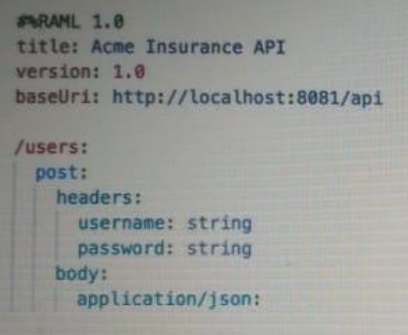 #%RAML 1.0
title: Acme Insurance API
version: 1.0
baseUri: http://localhost:8081/api
/users:
post:
headers:
username: string
password: string
body:
application/json: